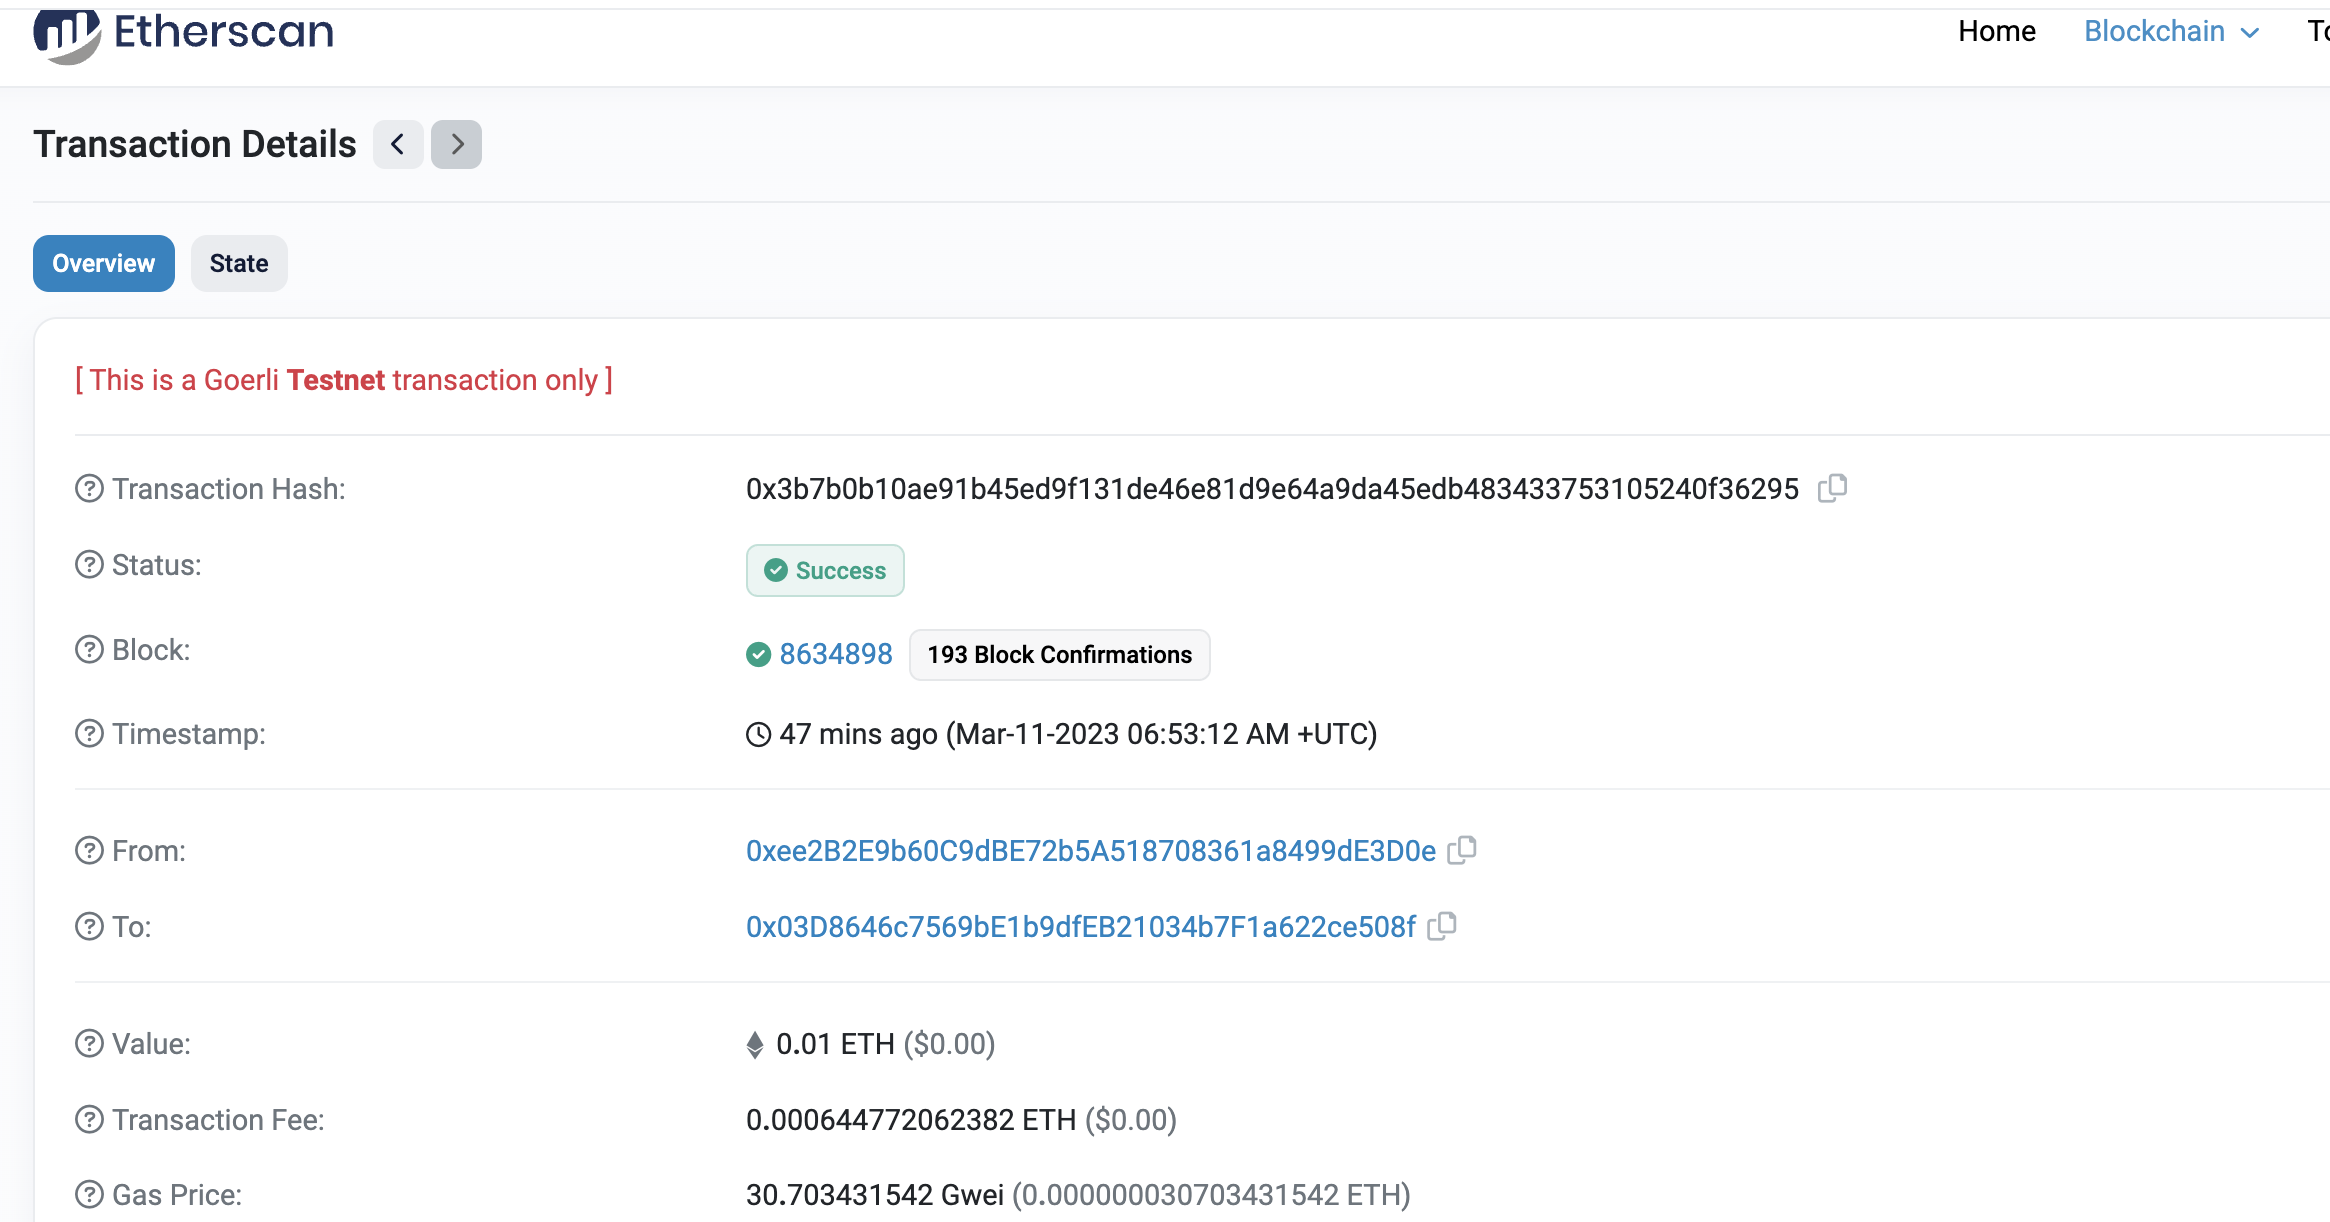 Etherscan
Home Blockchain
Transaction Details
Overview State
[ This is a Goerli Testnet transaction only ]
Transaction Hash: 0x3b7b0b10ae91b45ed9f131de46e81d9e64a9da45edb483433753105240f36295
Status: Success
Block: 8634898 193 Block Confirmations
Timestamp: 47 mins ago (Mar-11-2023 06:53:12 AM +UTC)
From: 0xee2B2E9b60C9dBE72b5A518708361a8499dE3D0e
To: 0x03D8646c7569bE1b9dfEB21034b7F1a622ce508f
Value: 0.01 ETH ($0.00)
Transaction Fee: 0.000644772062382 ETH ($0.00)
Gas Price: 30.703431542 Gwei (0.000000030703431542 ETH)